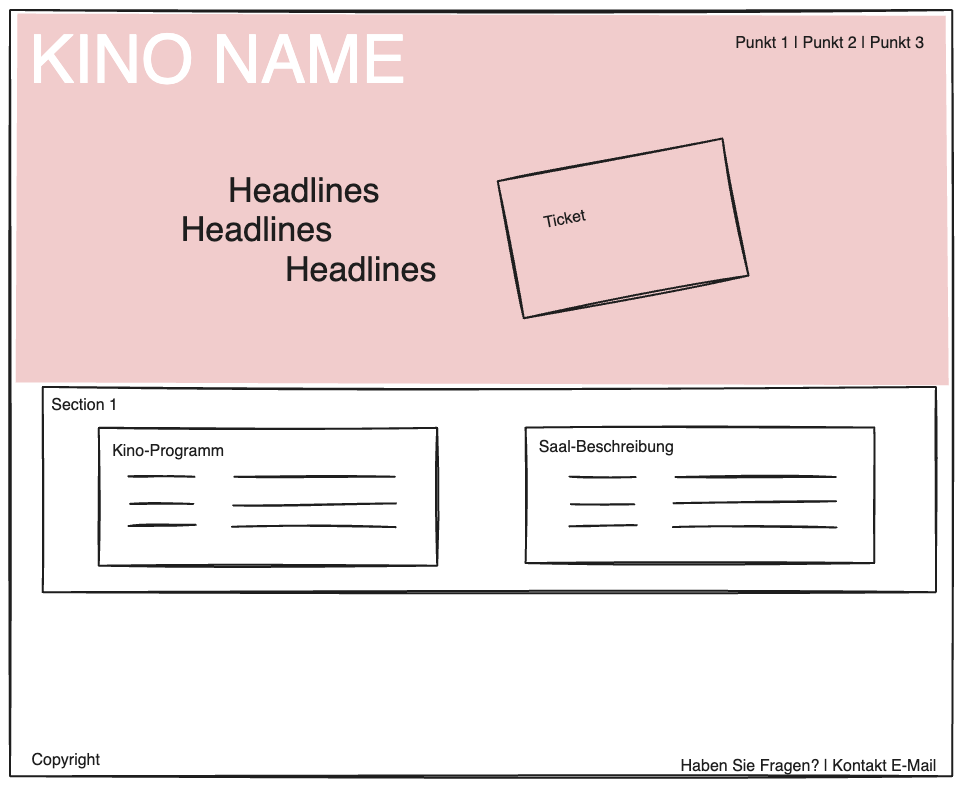 KINO NAME
Punkt 1 | Punkt 2 | Punkt 3
Headlines
Headlines
Headlines
Ticket
Section 1
Kino-Programm
Saal-Beschreibung
Copyright
Haben Sie Fragen? | Kontakt E-Mail